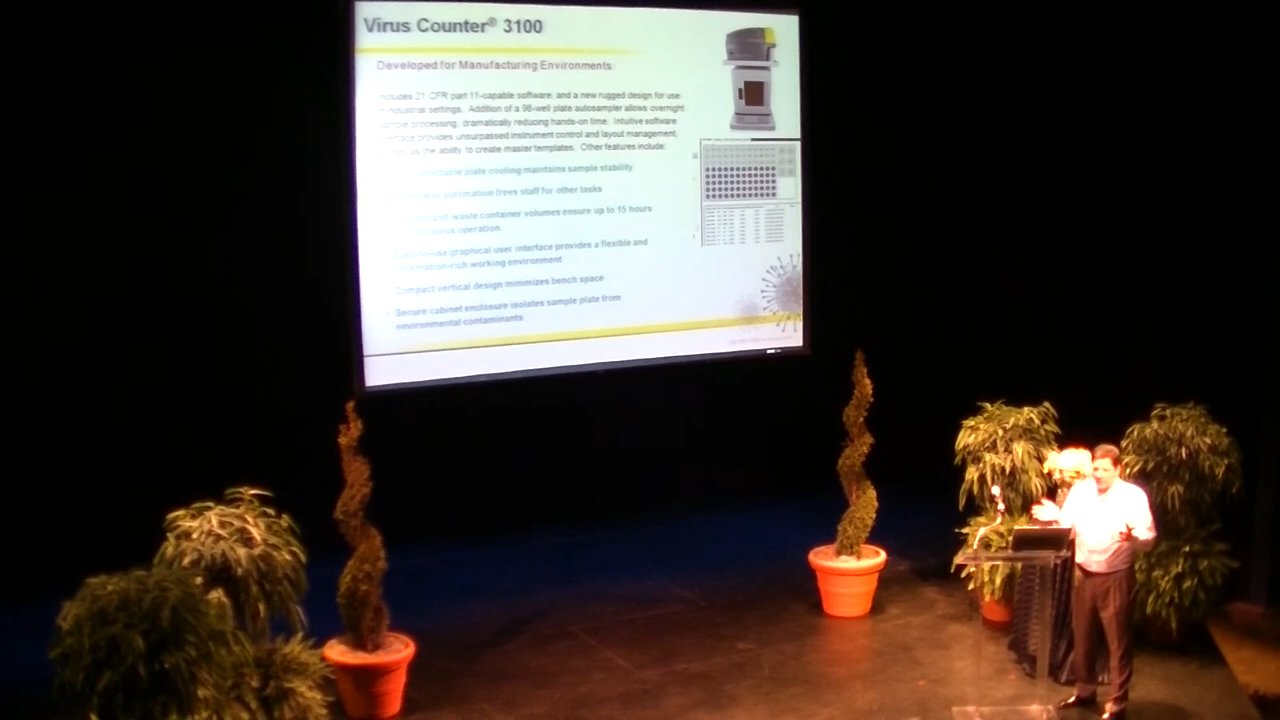 Virus Counter® 3100
Developed for Manufacturing Environments
21 CFR part 11-capable software, and a new rugged design for use
industrial settings. Addition of a 96-well plate autosampler allows overnight
processing, dramatically reducing hands-on time. Intuitive software
provides unsurpassed instrument control and layout management,
as the ability to create master templates. Other features include:
plate cooling maintains sample stability
automation frees staff for other tasks
and waste container volumes ensure up to 15 hours
operation
graphical user interface provides a flexible and
information-rich working environment
Compact vertical design minimizes bench space
• Secure cabinet enclosure isolates sample plate from
environmental contaminants